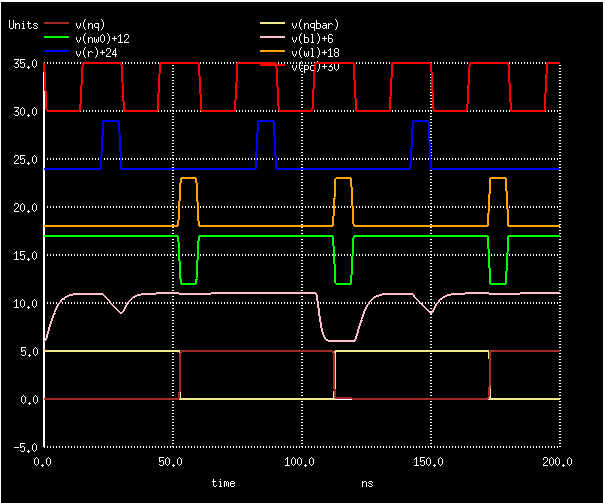 Units
v(nq) v(nqbar)
v(nw0)+12 v(bl)+6
v(r)+24 v(wl)+18
v(pc)+30
35.0
30.0
25.0
20.0
15.0
10.0
5.0
0.0
-5.0
0.0 50.0 100.0 150.0 200.0
time ns